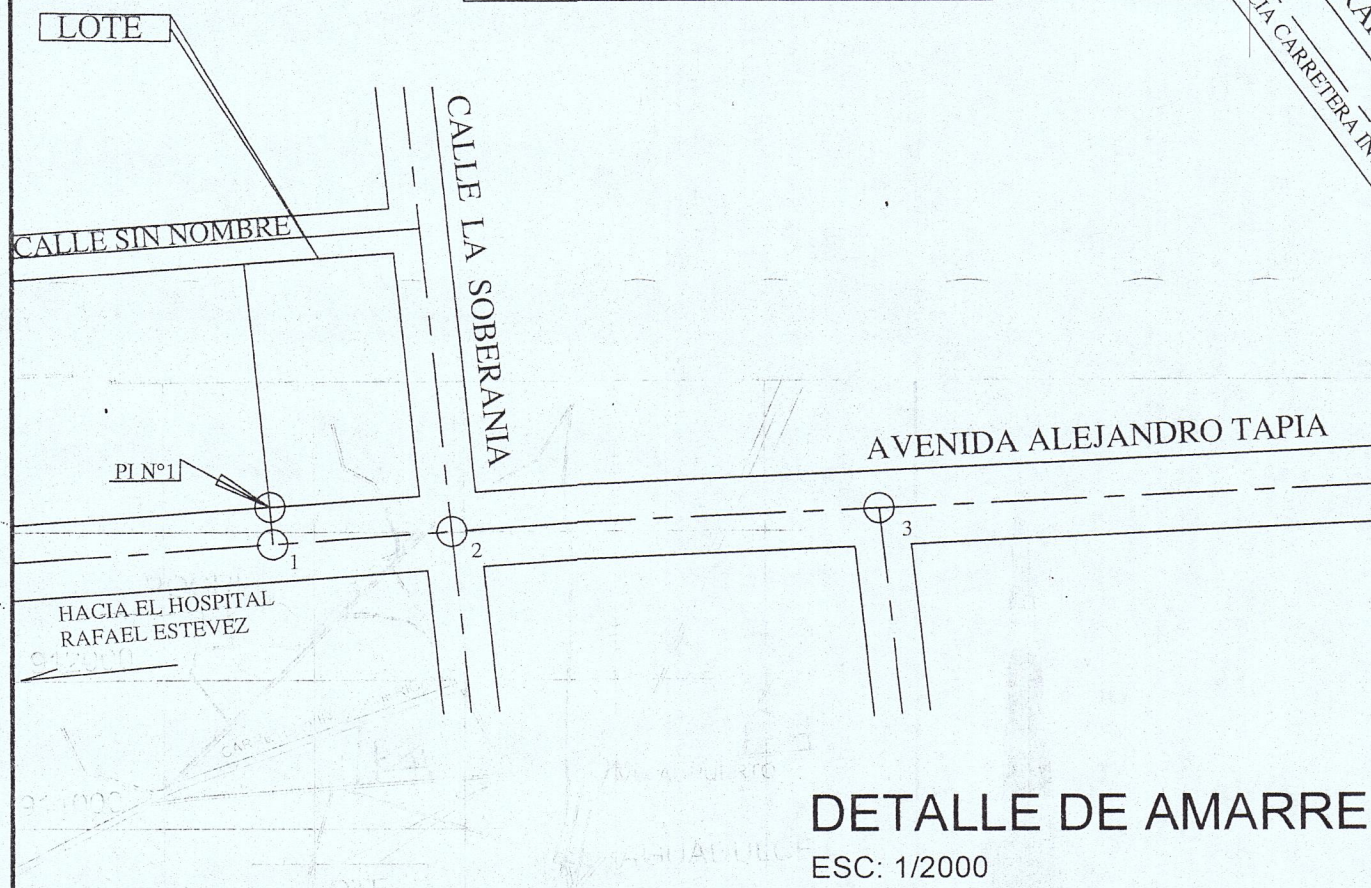 LOTE
CALLE LA SOBERANIA
CALLE SIN NOMBRE
CARRETERA
PI N°1
AVENIDA ALEJANDRO TAPIA
1
2
3
HACIA EL HOSPITAL
RAFAEL ESTEVEZ
DETALLE DE AMARRE
ESC: 1/2000